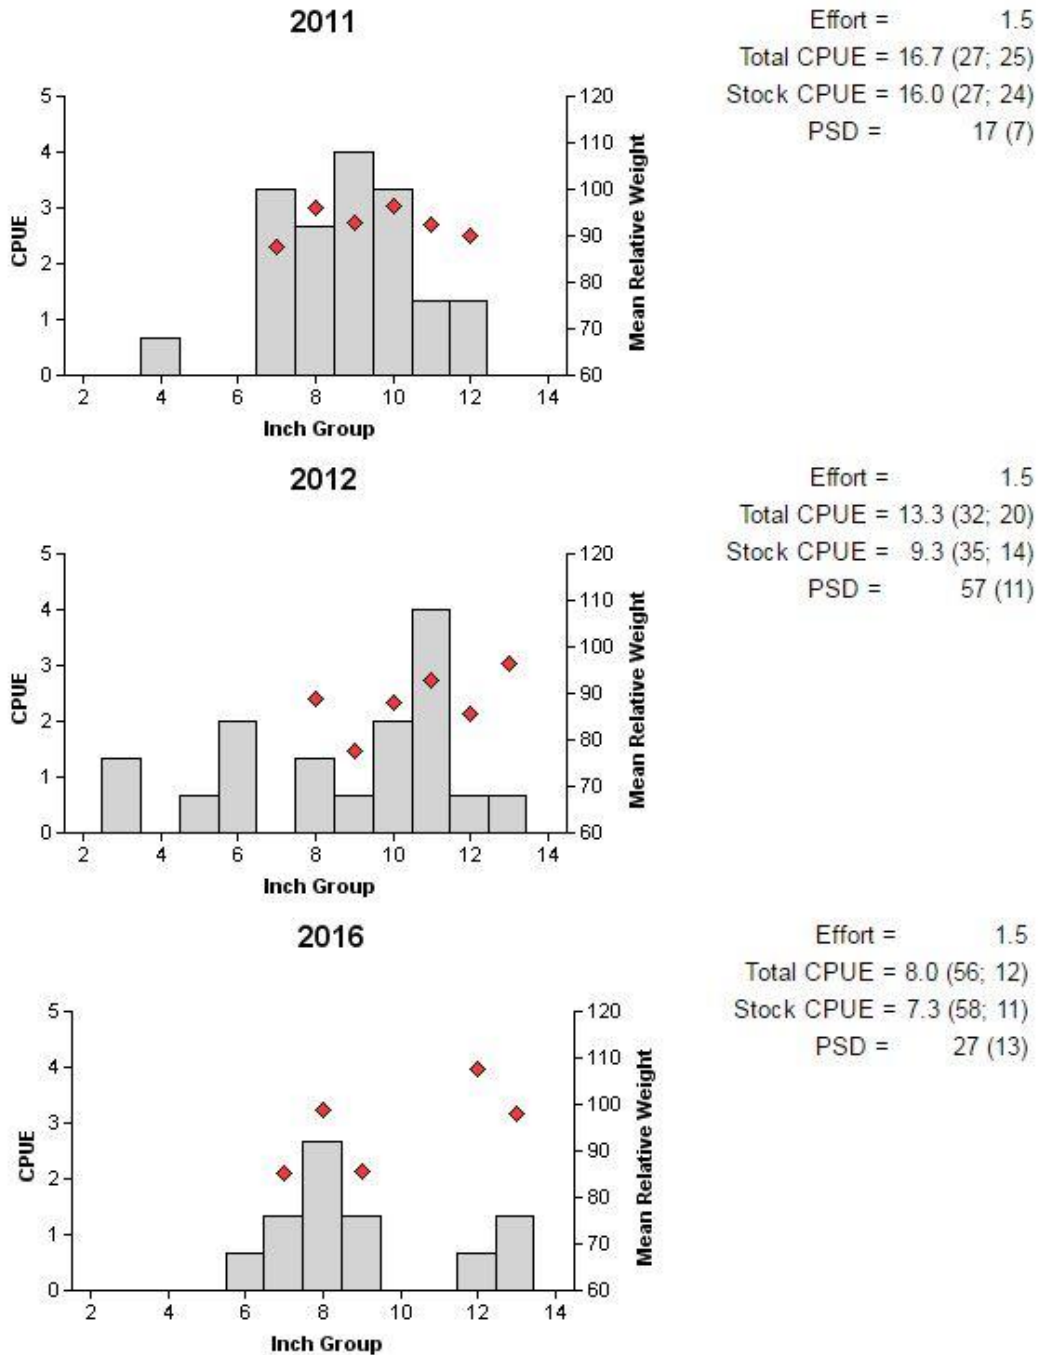 2011
Effort = 1.5
Total CPUE = 16.7 (27; 25)
Stock CPUE = 16.0 (27; 24)
PSD = 17 (7)
5
4
3
2
1
0
CPUE
120
110
100
90
80
70
60
Mean Relative Weight
2 4 6 8 10 12 14
Inch Group
2012
Effort = 1.5
Total CPUE = 13.3 (32; 20)
Stock CPUE = 9.3 (35; 14)
PSD = 57 (11)
5
4
3
2
1
0
CPUE
120
110
100
90
80
70
60
Mean Relative Weight
2 4 6 8 10 12 14
Inch Group
2016
Effort = 1.5
Total CPUE = 8.0 (56; 12)
Stock CPUE = 7.3 (58; 11)
PSD = 27 (13)
5
4
3
2
1
0
CPUE
120
110
100
90
80
70
60
Mean Relative Weight
2 4 6 8 10 12 14
Inch Group